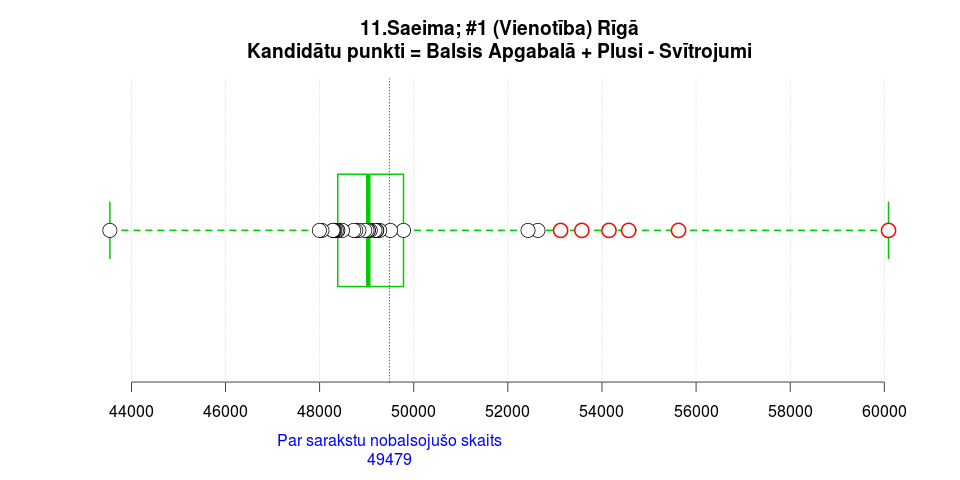 11.Saeima; #1 (Vienotība) Rīgā
Kandidātu punkti = Balsis Apgabalā + Plusi - Svītrojumi
44000 46000 48000 50000 52000 54000 56000 58000 60000
Par sarakstu nobalsojušo skaits
49479